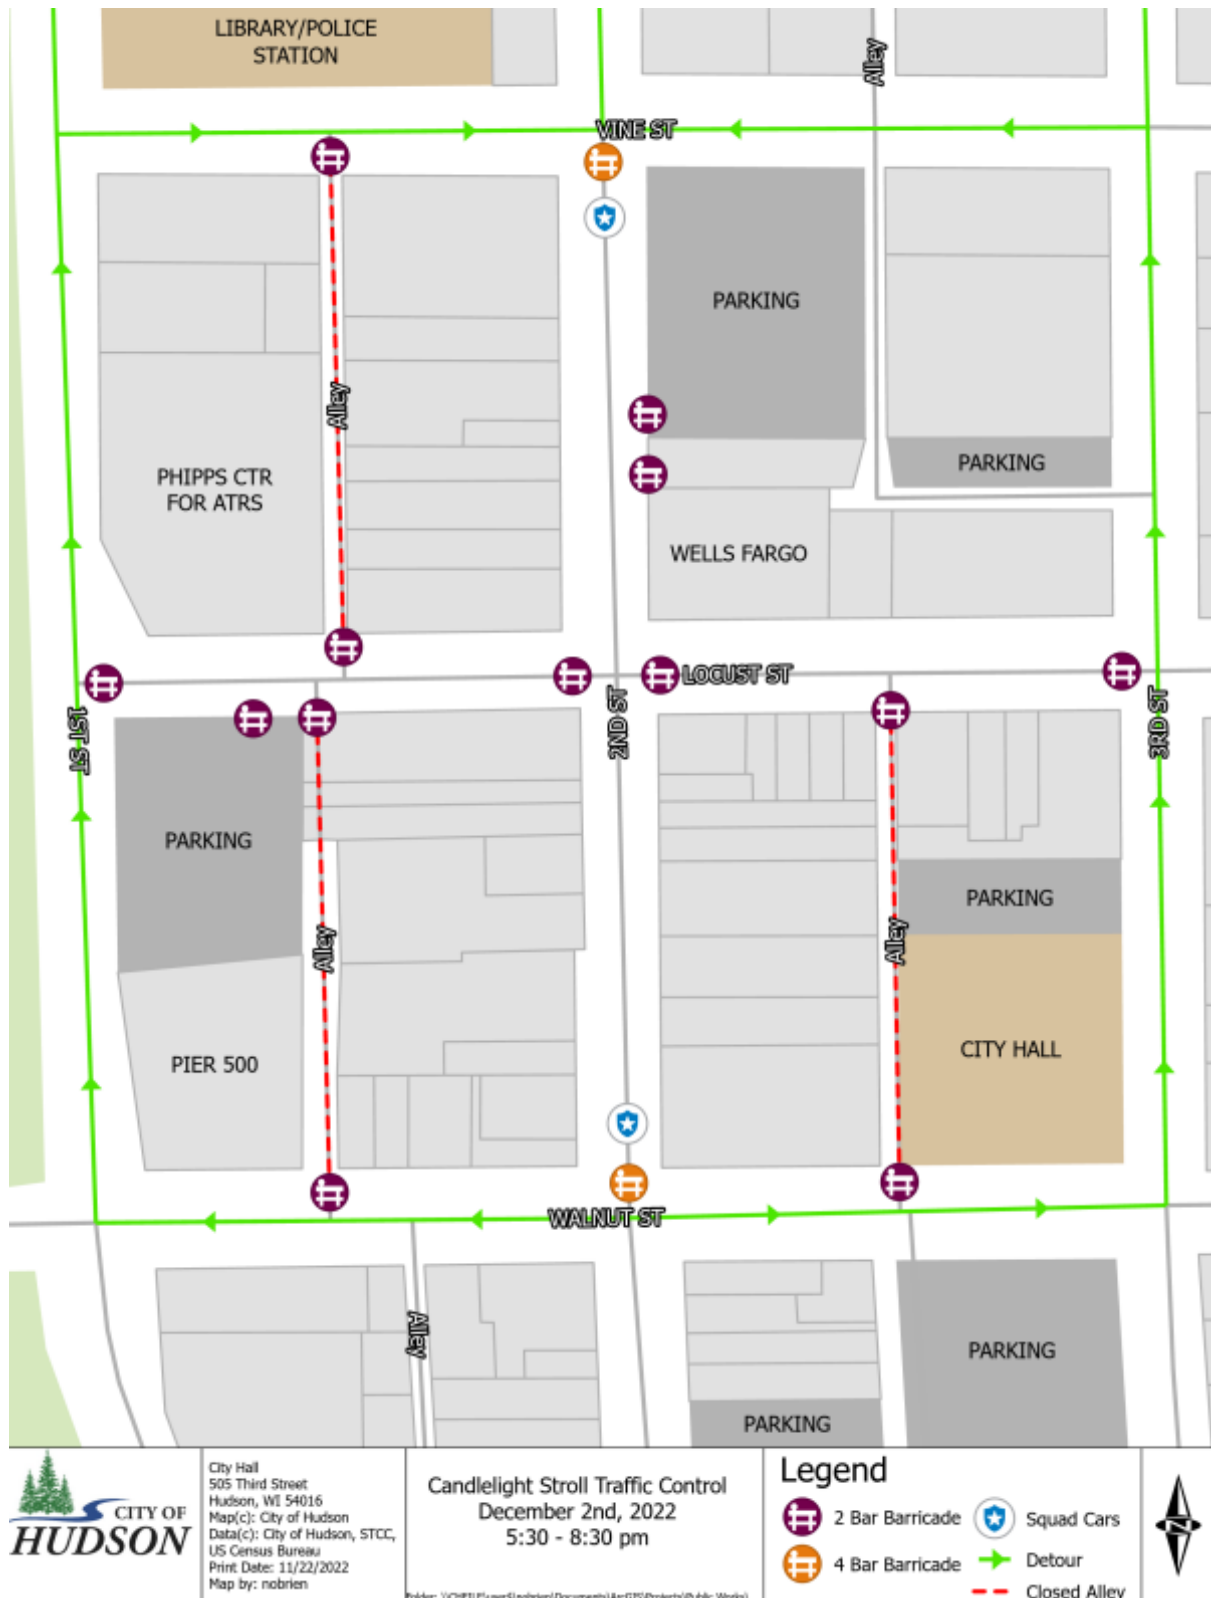 LIBRARY/POLICE
STATION
Alley
VINE ST
PARKING
Alley
PARKING
PHIPPS CTR
FOR ATRS
WELLS FARGO
LOCUST ST
1ST ST
2ND ST
3RD ST
PARKING
PARKING
Alley
Alley
CITY HALL
PIER 500
WALNUT ST
Alley
PARKING
PARKING
CITY OF
HUDSON
City Hall
505 Third Street
Hudson, WI 54016
Map(c): City of Hudson
Data(c): City of Hudson, STCC,
US Census Bureau
Print Date: 11/22/2022
Map by: nobrien
Candlelight Stroll Traffic Control
December 2nd, 2022
5:30 - 8:30 pm
Legend
2 Bar Barricade
Squad Cars
4 Bar Barricade
Detour
Closed Alley
N